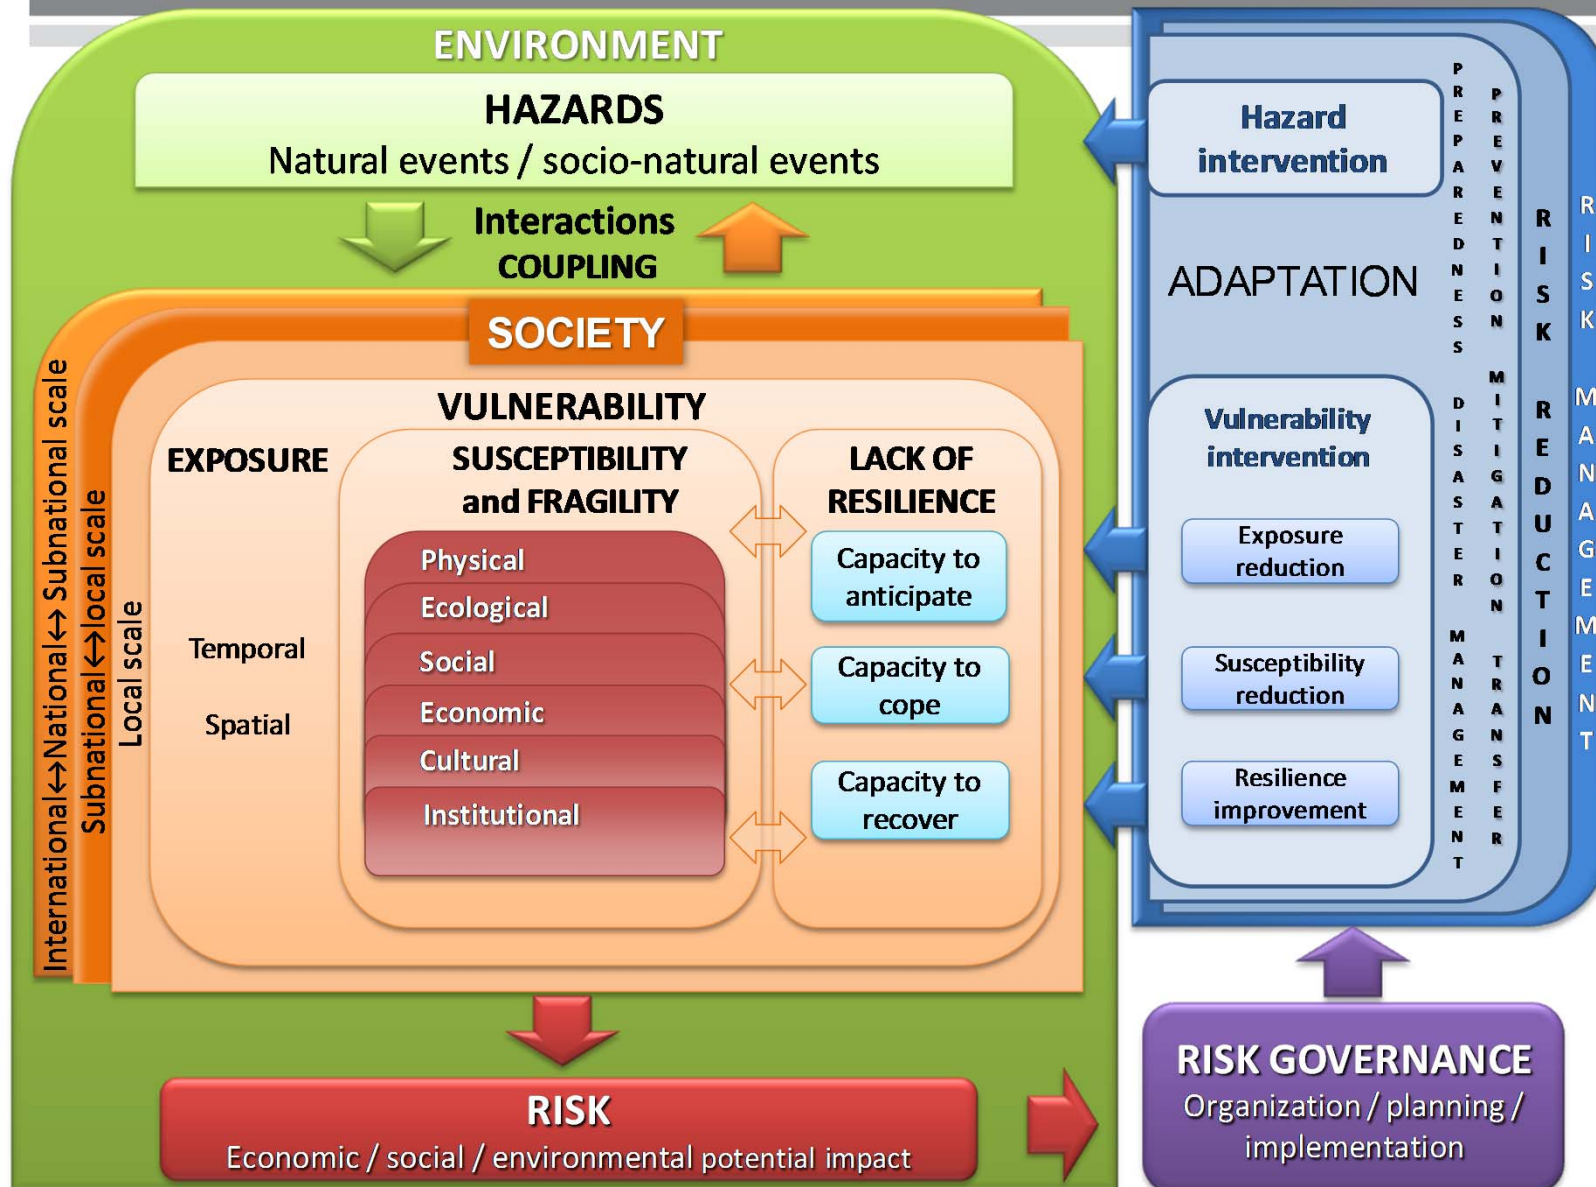 ENVIRONMENT
HAZARDS
Natural events / socio-natural events
Interactions
COUPLING
SOCIETY
International↔National↔ Subnational scale
Subnational↔local scale
Local scale
VULNERABILITY
EXPOSURE
Temporal
Spatial
SUSCEPTIBILITY
and FRAGILITY
Physical
Ecological
Social
Economic
Cultural
Institutional
LACK OF
RESILIENCE
Capacity to
anticipate
Capacity to
cope
Capacity to
recover
RISK
Economic / social / environmental potential impact
Hazard
intervention
ADAPTATION
Vulnerability
intervention
Exposure
reduction
Susceptibility
reduction
Resilience
improvement
PREPAREDNESS DISASTER MANAGEMENT
PREVENTION MITIGATION TRANSFER
RISK REDUCTION
RISK MANAGEMENT
RISK GOVERNANCE
Organization / planning /
implementation